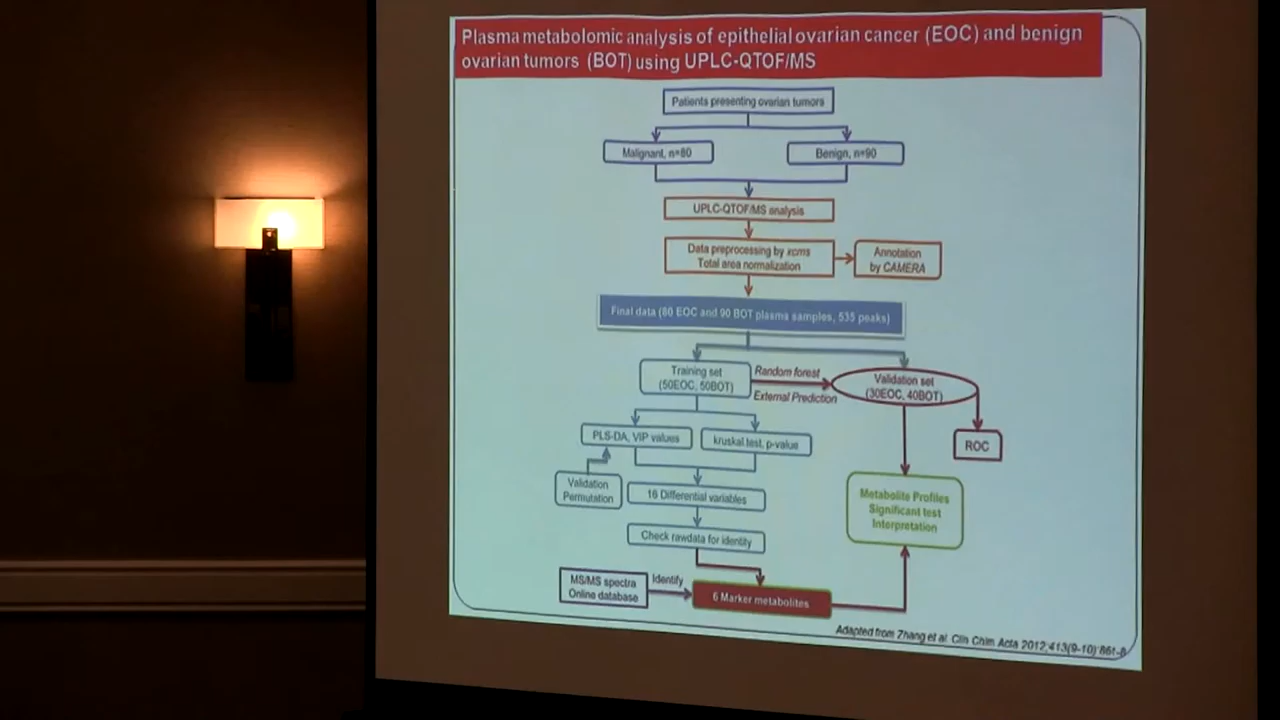 Plasma metabolomic analysis of epithelial ovarian cancer (EOC) and benign
ovarian tumors (BOT) using UPLC-QTOF/MS
Patients presenting ovarian tumors
Malignant, n=80
Benign, n=90
UPLC-QTOF/MS analysis
Data preprocessing by xcms
Total area normalization
Annotation
by CAMERA
Final data (80 EOC and 90 BOT plasma samples, 535 peaks)
Training set
(50EOC, 50BOT)
Random forest
External Prediction
Validation set
(30EOC, 40BOT)
PLS-DA, VIP values
kruskal.test, p-value
ROC
Validation
Permutation
16 Differential variables
Metabolite Profiles
Significant test
Interpretation
Check rawdata for identity
MS/MS spectra
Online database
Identify
6 Marker metabolites
Adapted from Zhang et al. Clin Chim Acta 2012;413(9-10):861-8